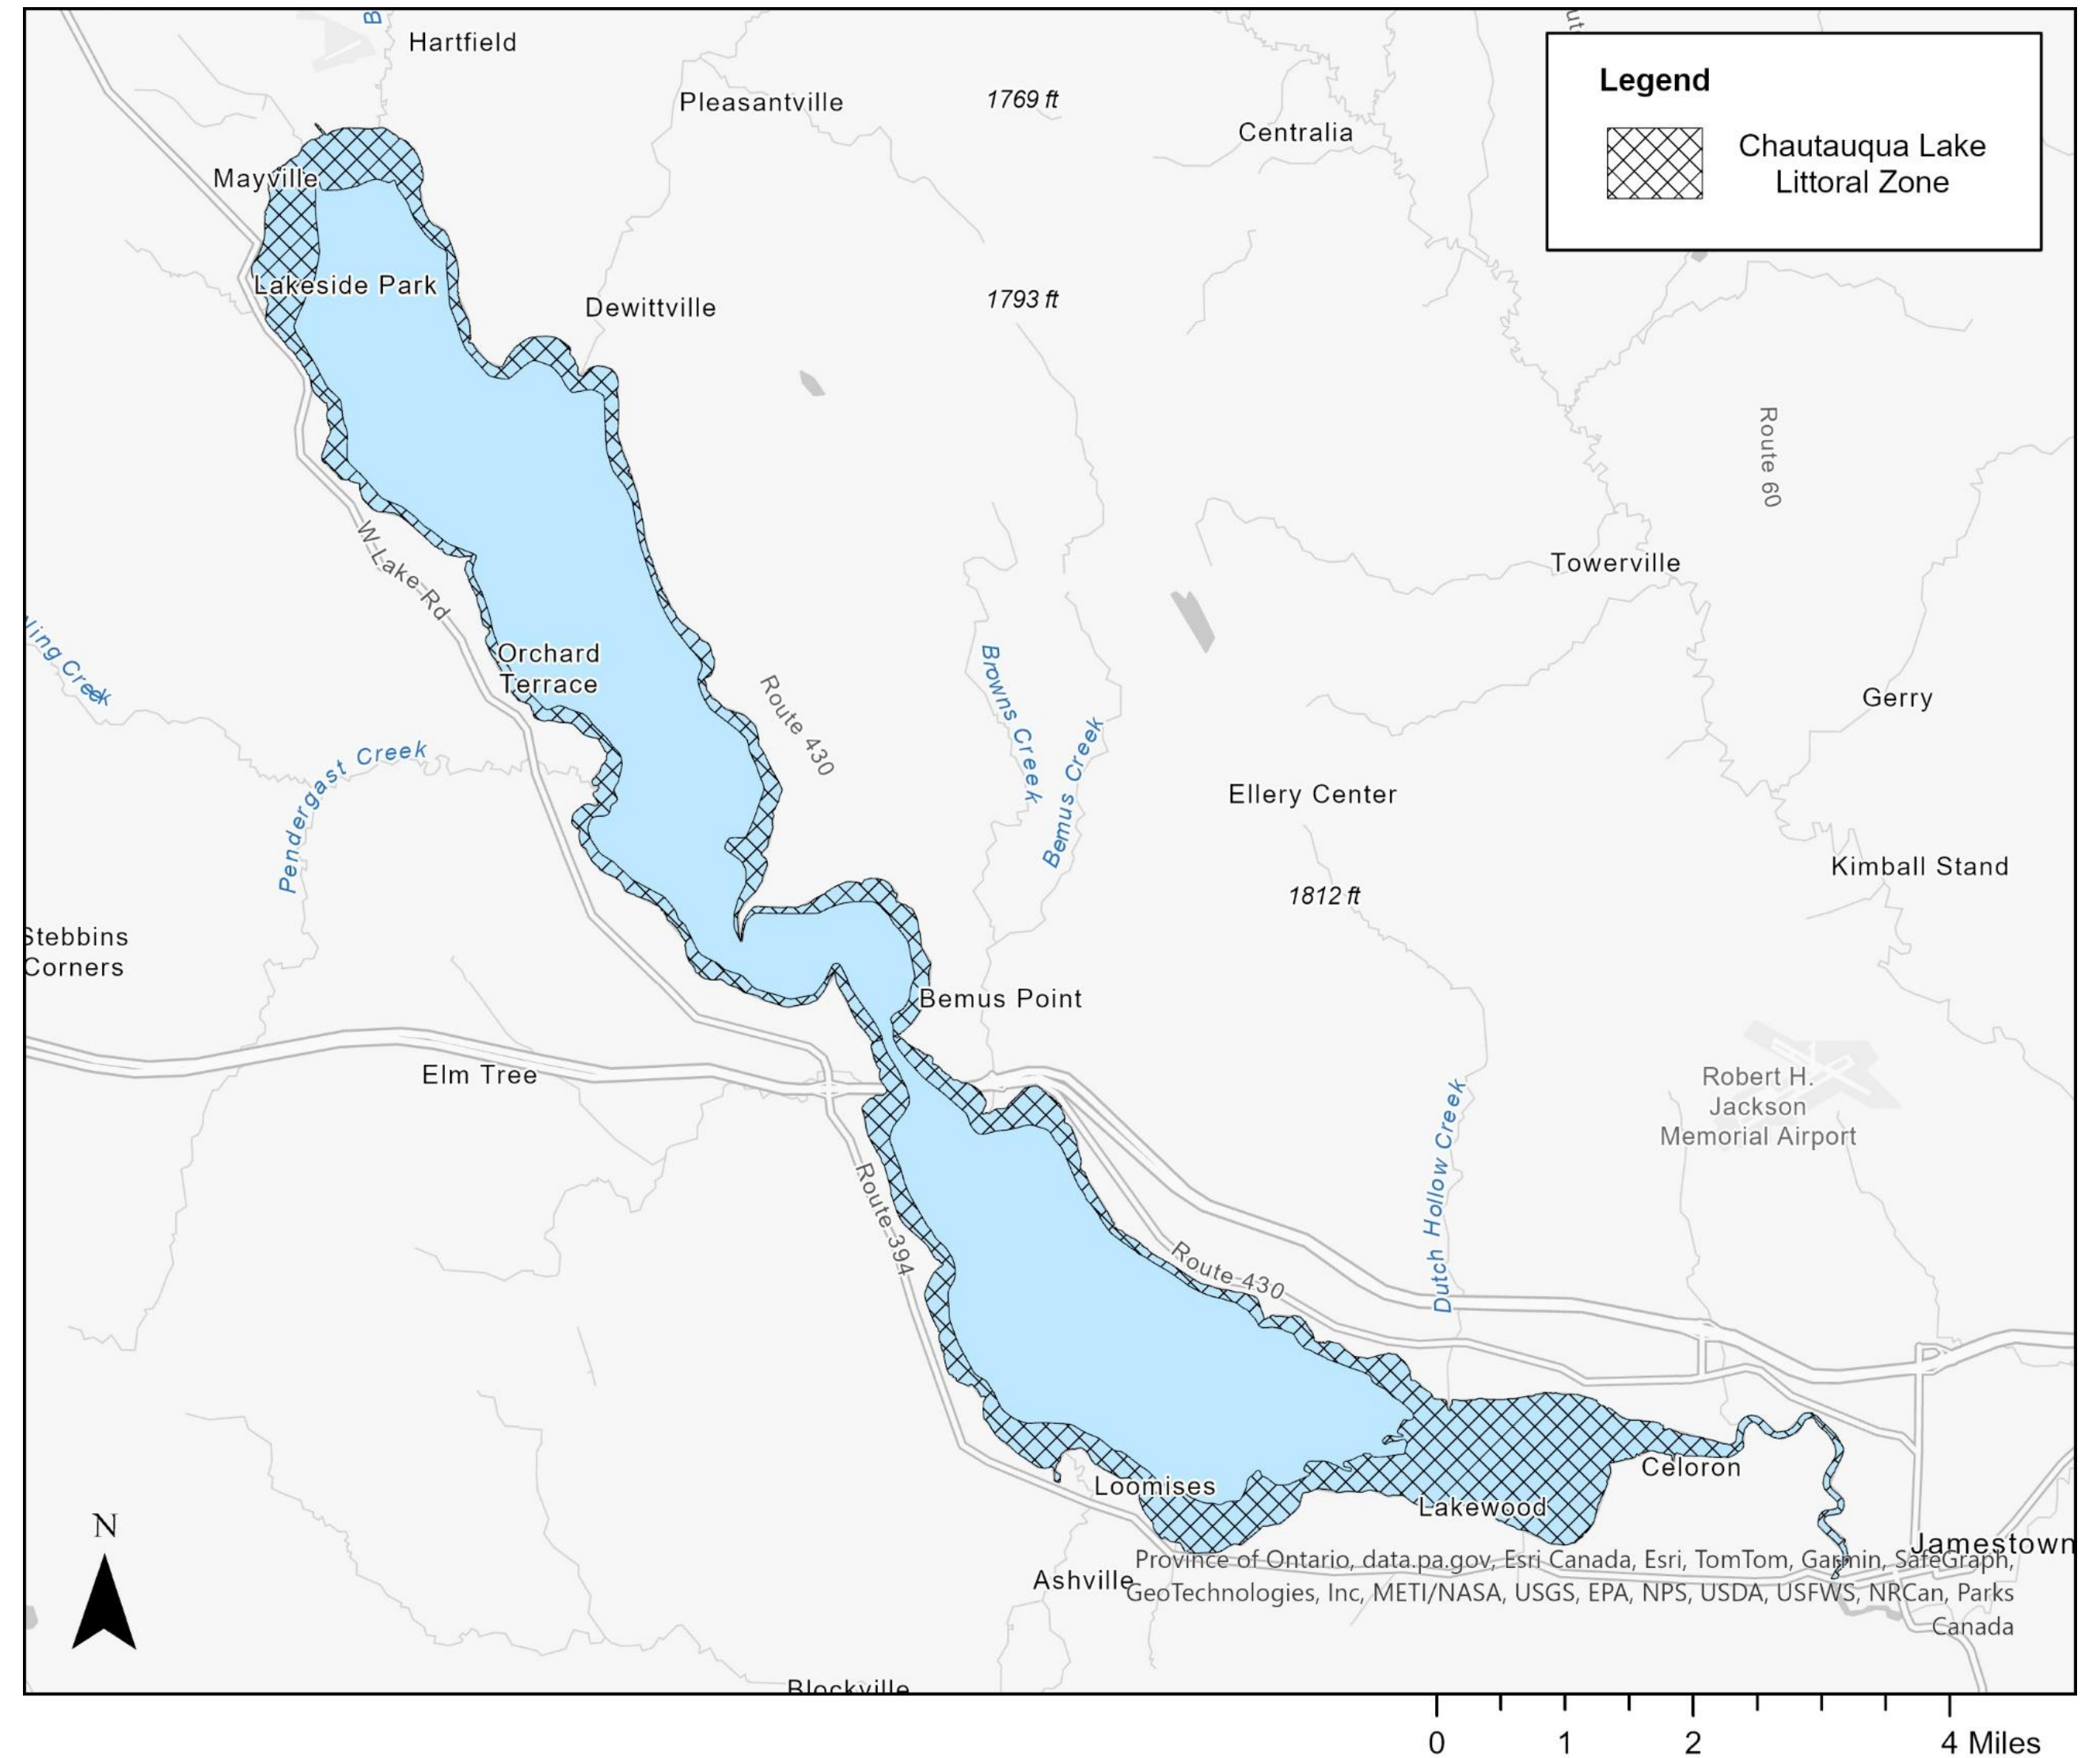 B
Hartfield
ut
Legend
Pleasantville
1769 ft
Centralia
Chautauqua Lake
Littoral Zone
Mayville
Lakeside Park
Dewittville
1793 ft
Route 60
W Lake Rd
Towerville
ling Creek
Orchard
Terrace
Route 430
Browns Creek
Bemus Creek
Gerry
Pendergast Creek
Ellery Center
Kimball Stand
1812 ft
Stebbins
Corners
Bemus Point
Elm Tree
Robert H.
Jackson
Memorial Airport
Dutch Hollow Creek
Route 394
Route 430
Loomises
Celoron
Lakewood
N
Jamestown
Ashville
Province of Ontario, data.pa.gov, Esri Canada, Esri, TomTom, Garmin, SafeGraph,
GeoTechnologies, Inc, METI/NASA, USGS, EPA, NPS, USDA, USFWS, NRCan, Parks
Canada
Blockville
0 1 2 4 Miles